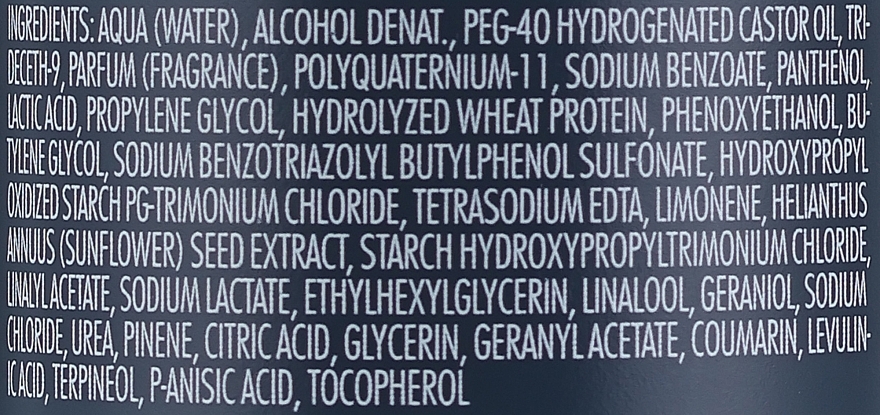 INGREDIENTS: AQUA (WATER), ALCOHOL DENAT., PEG-40 HYDROGENATED CASTOR OIL, TRI-
DECETH-9, PARFUM (FRAGRANCE), POLYQUATERNIUM-11, SODIUM BENZOATE, PANTHENOL,
LACTIC ACID, PROPYLENE GLYCOL, HYDROLYZED WHEAT PROTEIN, PHENOXYETHANOL, BU-
TYLENE GLYCOL, SODIUM BENZOTRIAZOLYL BUTYLPHENOL SULFONATE, HYDROXYPROPYL
OXIDIZED STARCH PG-TRIMONIUM CHLORIDE, TETRASODIUM EDTA, LIMONENE, HELIANTHUS
ANNUUS (SUNFLOWER) SEED EXTRACT, STARCH HYDROXYPROPYLTRIMONIUM CHLORIDE,
LINALYL ACETATE, SODIUM LACTATE, ETHYLHEXYLGLYCERIN, LINALOOL, GERANIOL, SODIUM
CHLORIDE, UREA, PINENE, CITRIC ACID, GLYCERIN, GERANYL ACETATE, COUMARIN, LEVULIN-
IC ACID, TERPINEOL, P-ANISIC ACID, TOCOPHEROL